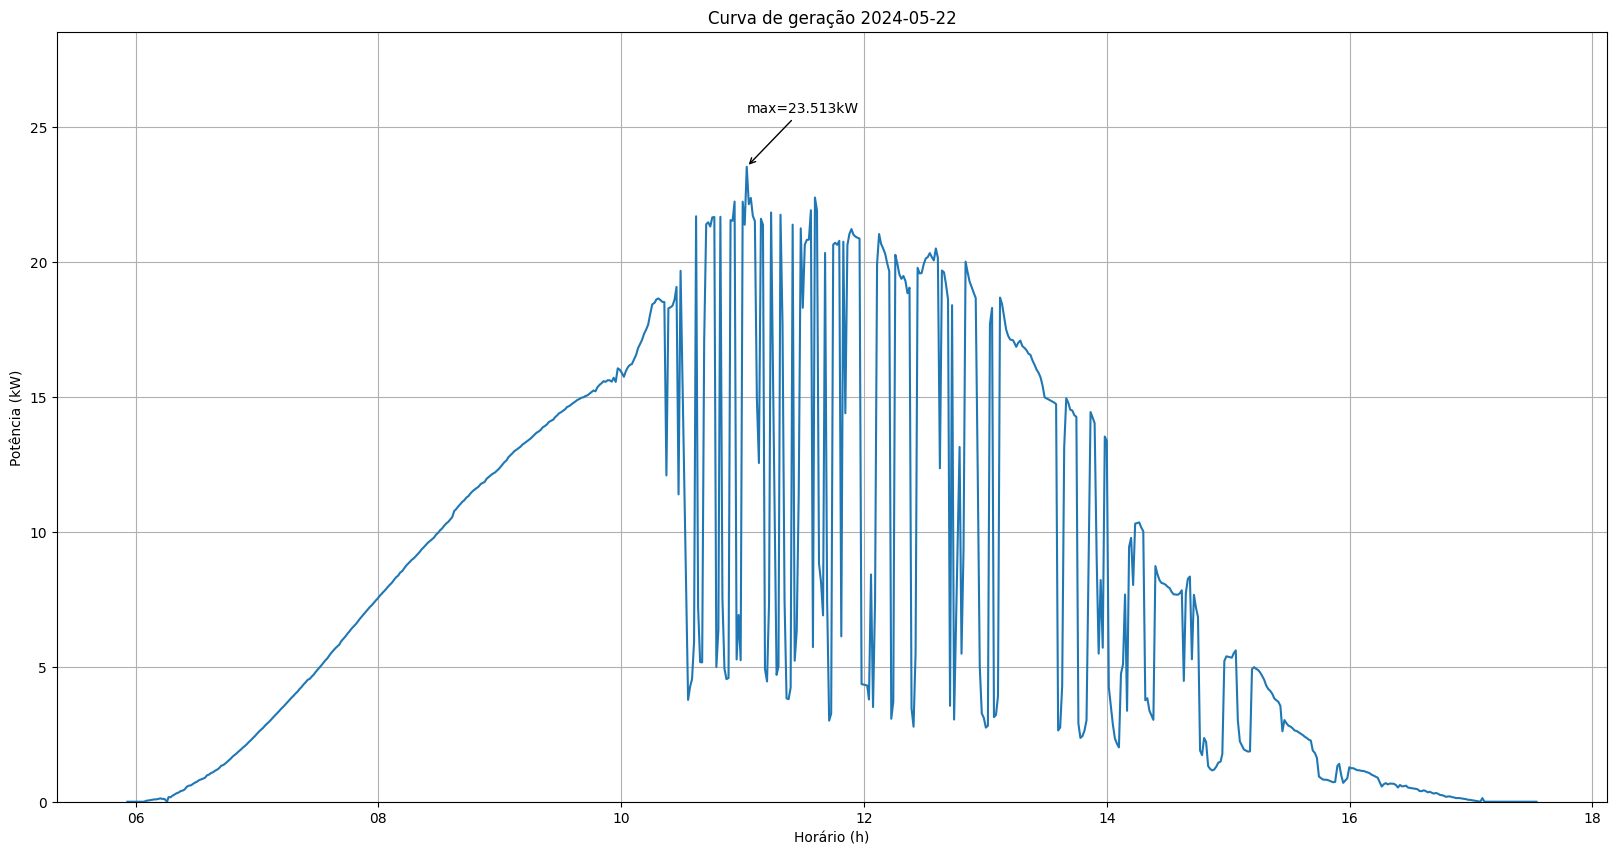 Curva de geração 2024-05-22
max=23.513kW
25
20
15
10
5
0
Potência (kW)
06 08 10 12 14 16 18
Horário (h)